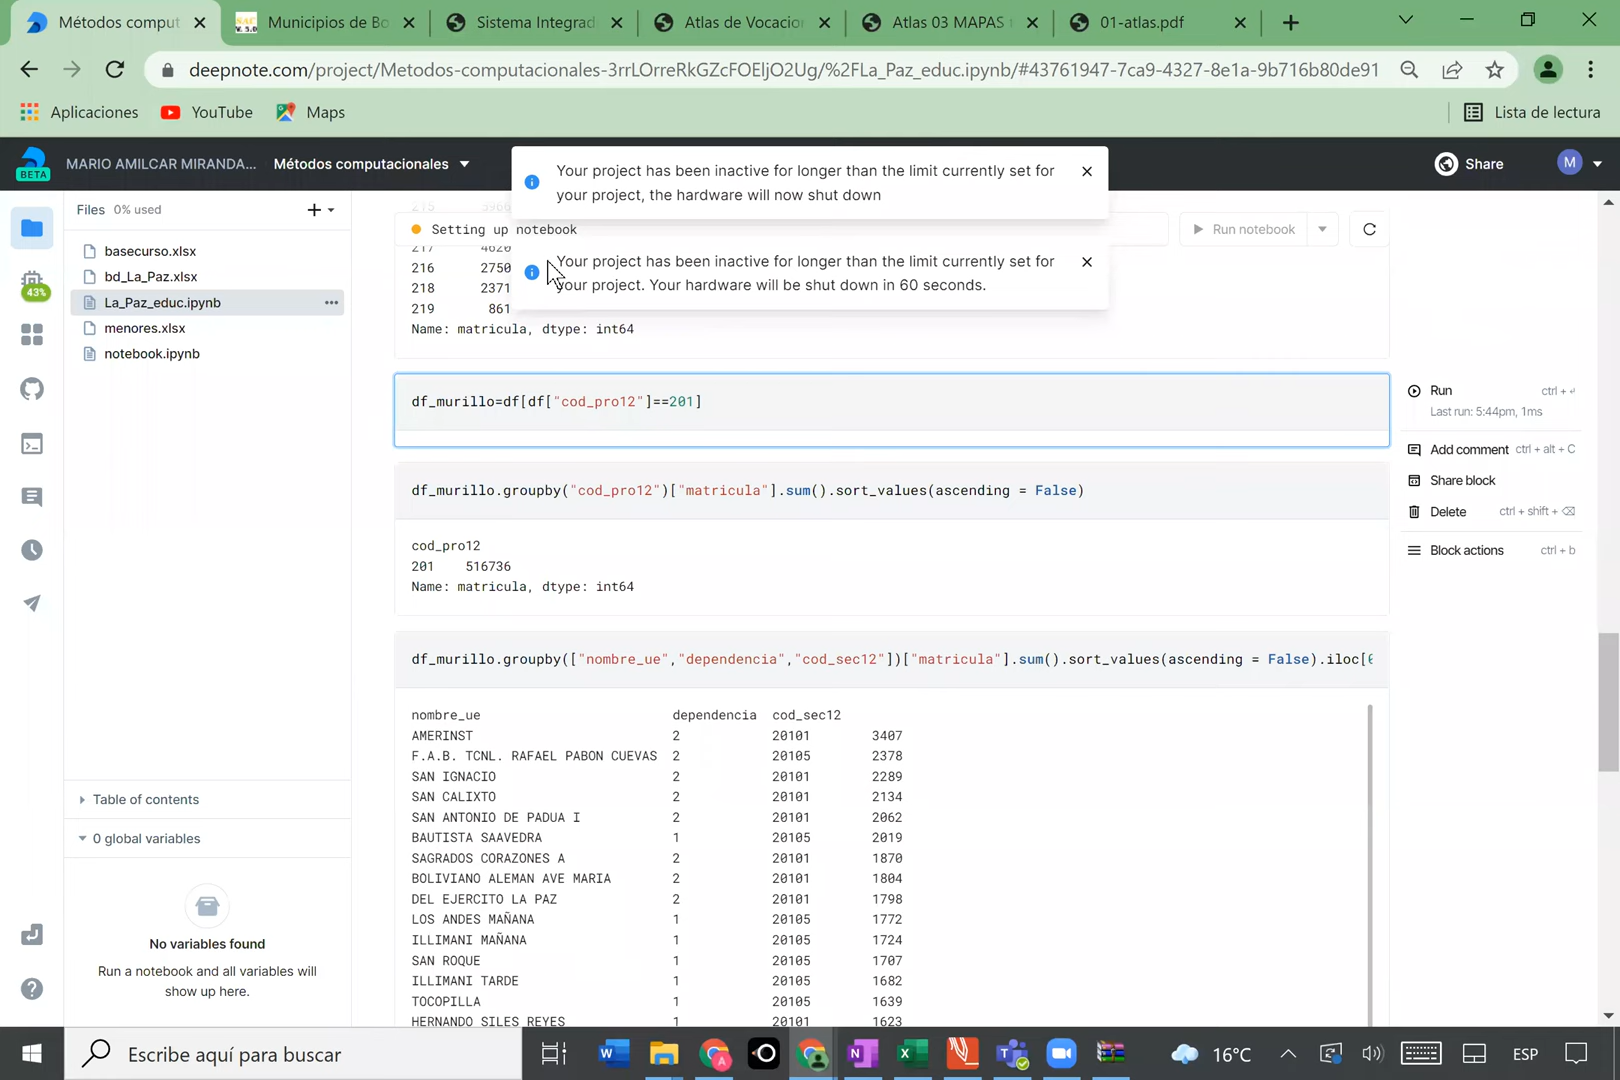 Métodos comput
Municipios de Bo
Sistema Integrad
Atlas de Vocacion
Atlas 03 MAPAS
01-atlas.pdf
deepnote.com/project/Metodos-computacionales-3rrLOrreRkGZcFOEljO2Ug/%2FLa_Paz_educ.ipynb/#43761947-7ca9-4327-8e1a-9b716b80de91
Aplicaciones
YouTube
Maps
Lista de lectura
BETA
MARIO AMILCAR MIRANDA...
Métodos computacionales
Share
M
Your project has been inactive for longer than the limit currently set for
your project, the hardware will now shut down
Files 0% used
Setting up notebook
Run notebook
Your project has been inactive for longer than the limit currently set for
your project. Your hardware will be shut down in 60 seconds.
basecurso.xlsx
bd_La_Paz.xlsx
La_Paz_educ.ipynb
menores.xlsx
notebook.ipynb
43%
217 4620
216 2750
218 2371
219 861
Name: matricula, dtype: int64
df_murillo=df[df["cod_pro12"]==201]
Run ctrl + ↵
Last run: 5:44pm, 1ms
Add comment ctrl + alt + C
Share block
Delete ctrl + shift + ⌫
Block actions ctrl + b
df_murillo.groupby("cod_pro12")["matricula"].sum().sort_values(ascending = False)
cod_pro12
201 516736
Name: matricula, dtype: int64
df_murillo.groupby(["nombre_ue","dependencia","cod_sec12"])["matricula"].sum().sort_values(ascending = False).iloc[0
nombre_ue dependencia cod_sec12
AMERINST 2 20101 3407
F.A.B. TCNL. RAFAEL PABON CUEVAS 2 20105 2378
SAN IGNACIO 2 20101 2289
SAN CALIXTO 2 20101 2134
SAN ANTONIO DE PADUA I 2 20101 2062
BAUTISTA SAAVEDRA 1 20105 2019
SAGRADOS CORAZONES A 2 20101 1870
BOLIVIANO ALEMAN AVE MARIA 2 20101 1804
DEL EJERCITO LA PAZ 2 20101 1798
LOS ANDES MAÑANA 1 20105 1772
ILLIMANI MAÑANA 1 20105 1724
SAN ROQUE 1 20105 1707
ILLIMANI TARDE 1 20105 1682
TOCOPILLA 1 20105 1639
HERNANDO SILES REYES 1 20101 1623
Table of contents
0 global variables
No variables found
Run a notebook and all variables will
show up here.
Escribe aquí para buscar
16°C
ESP